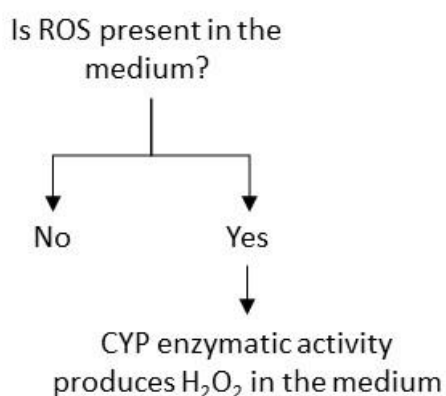 Is ROS present in the
medium?
No
Yes
CYP enzymatic activity
produces H₂O₂ in the medium